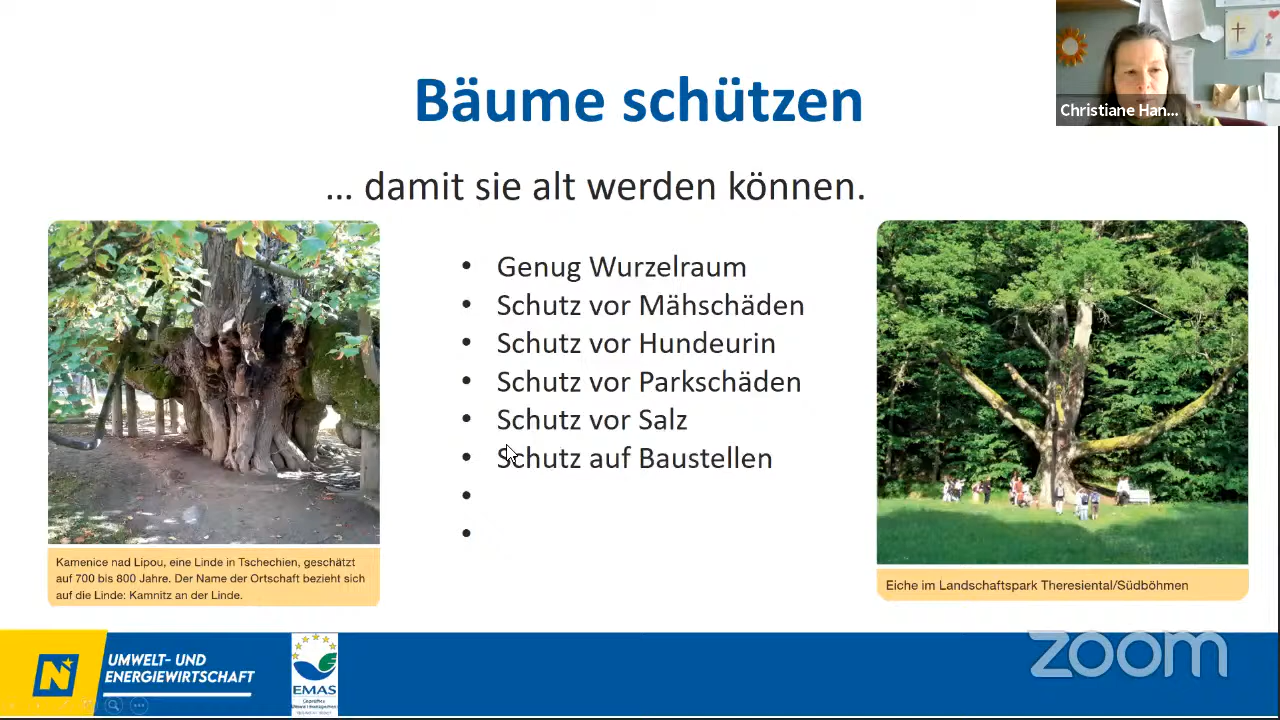 Bäume schützen
Christiane Han...
... damit sie alt werden können.
• Genug Wurzelraum
• Schutz vor Mähschäden
• Schutz vor Hundeurin
• Schutz vor Parkschäden
• Schutz vor Salz
• Schutz auf Baustellen
•
•
Kamenice nad Lipou, eine Linde in Tschechien, geschätzt
auf 700 bis 800 Jahre. Der Name der Ortschaft bezieht sich
auf die Linde: Kamnitz an der Linde.
Eiche im Landschaftspark Theresiental/Südböhmen
N
UMWELT- UND
ENERGIEWIRTSCHAFT
EMAS
zoom